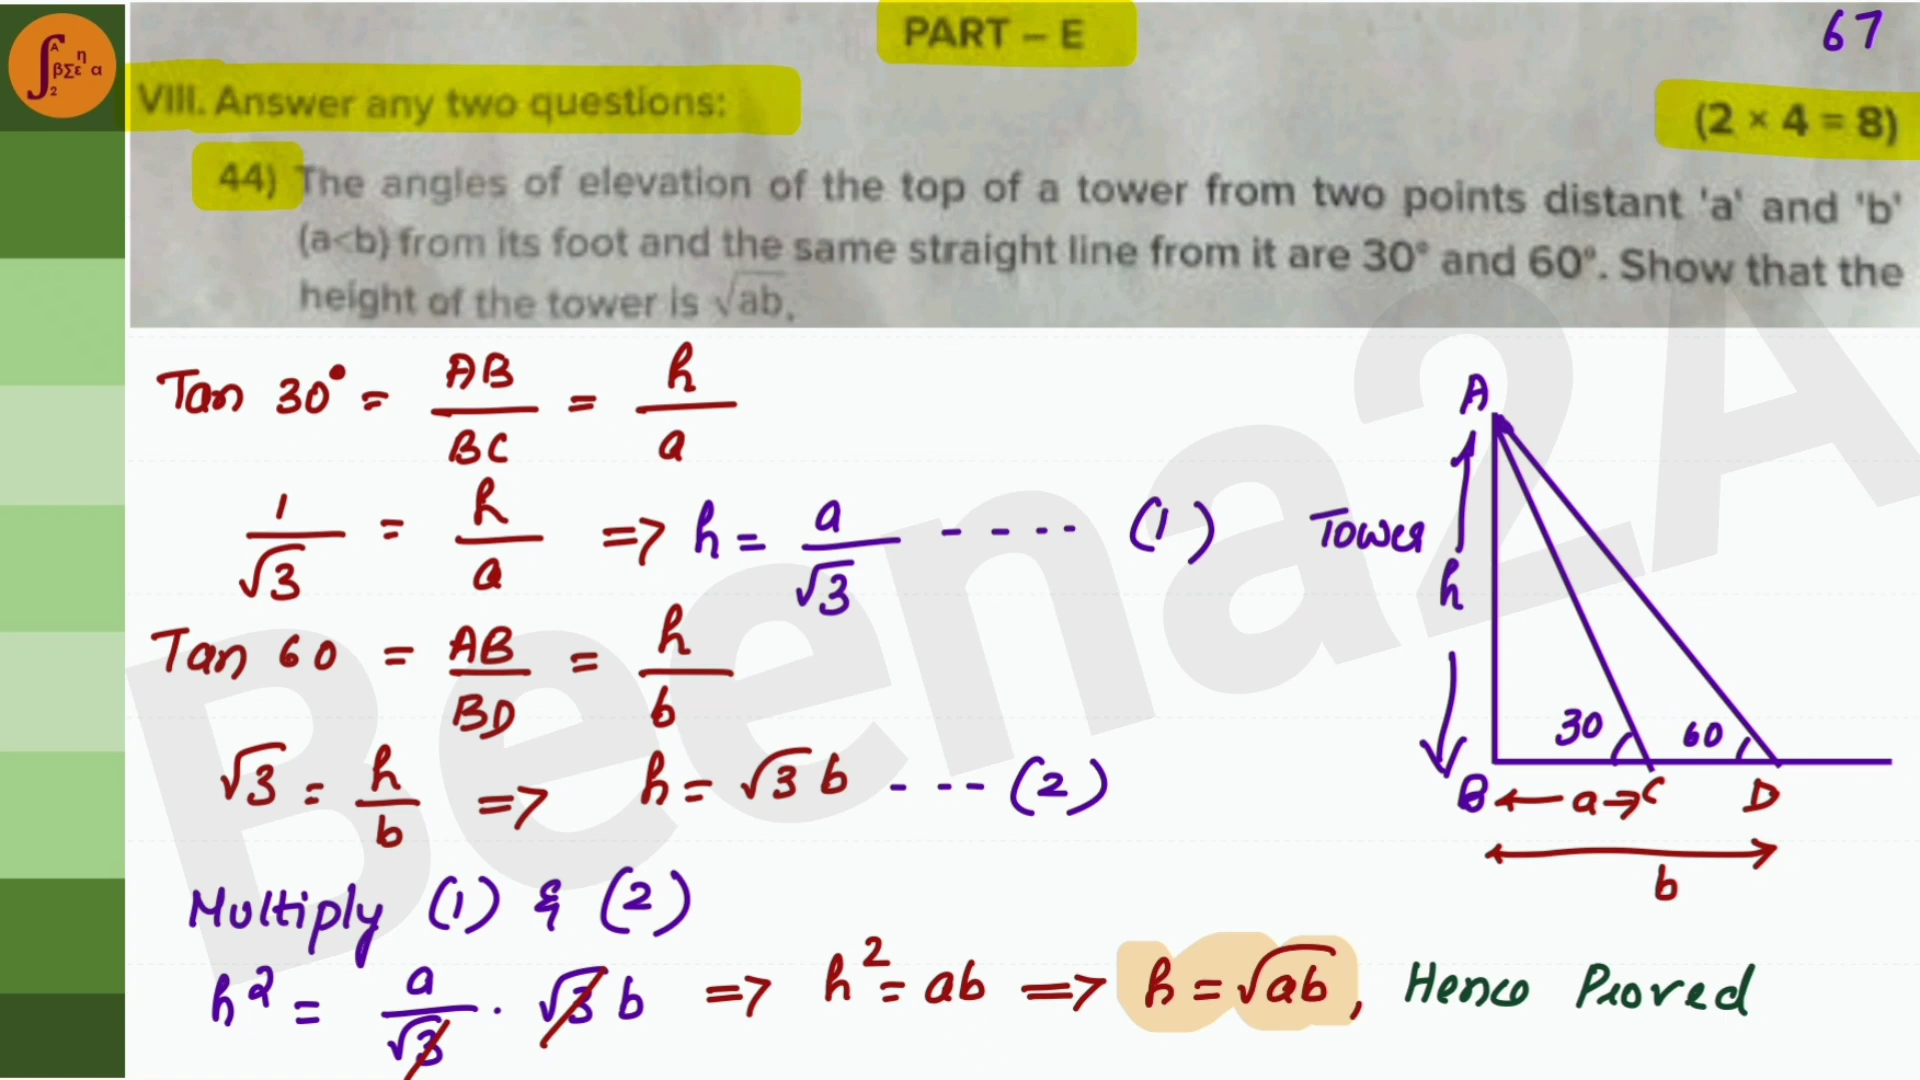 PART – E
67
VIII. Answer any two questions:
(2 × 4 = 8)
44) The angles of elevation of the top of a tower from two points distant 'a' and 'b'
(a<b) from its foot and the same straight line from it are 30° and 60°. Show that the
height of the tower is √ab.
Tan 30° = AB/BC = h/a
1/√3 = h/a => h = a/√3 ---- (1)
Tan 60 = AB/BD = h/b
√3 = h/b => h = √3 b ---- (2)
Multiply (1) & (2)
h² = a/√3 . √3 b => h² = ab => h = √ab, Hence Proved
A
Tower
h
30 60
B a C D
b
Beena2A
∫ A 2 βΣε η α